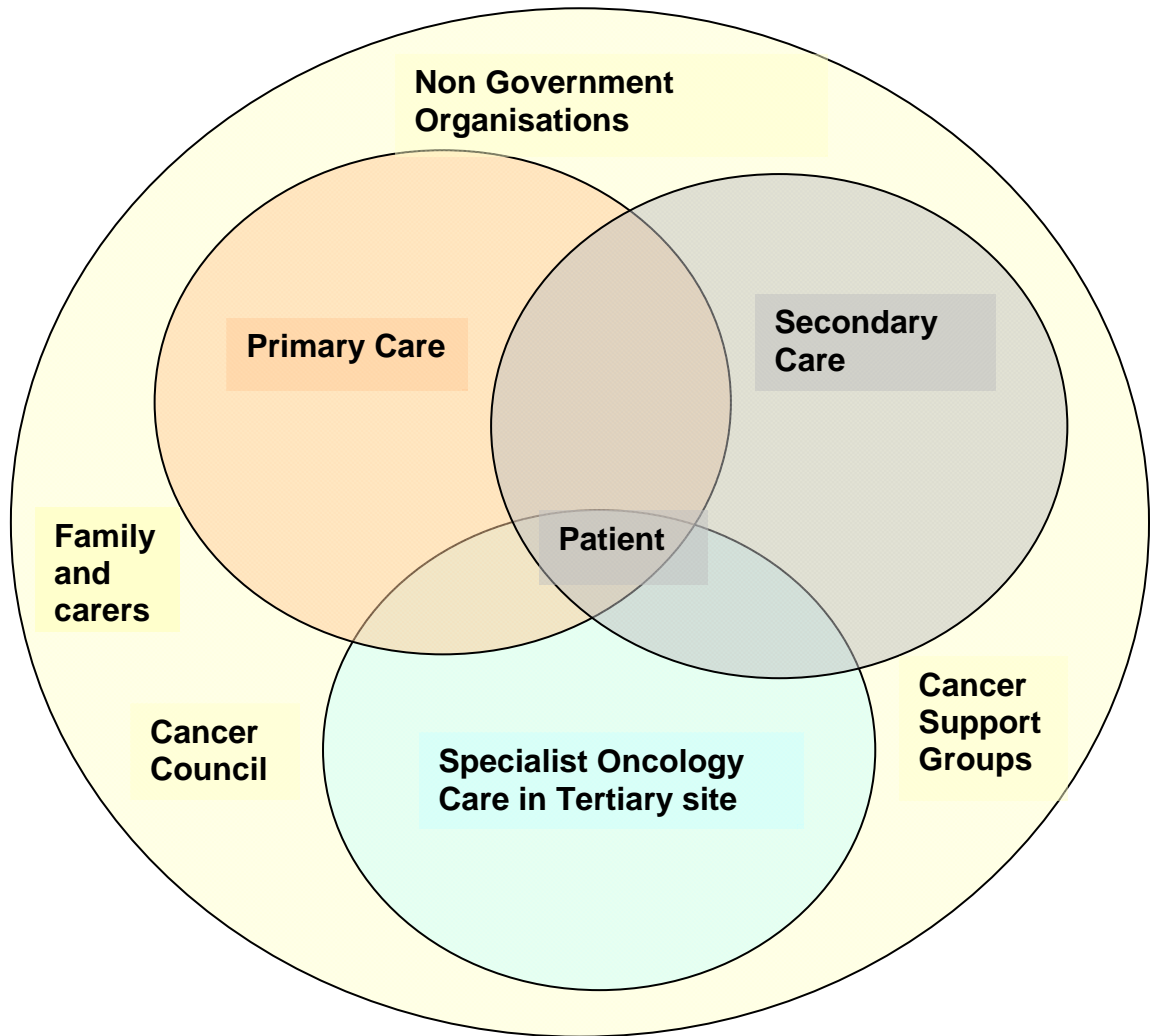 Non Government
Organisations
Primary Care
Secondary
Care
Patient
Family
and
carers
Cancer
Council
Specialist Oncology
Care in Tertiary site
Cancer
Support
Groups